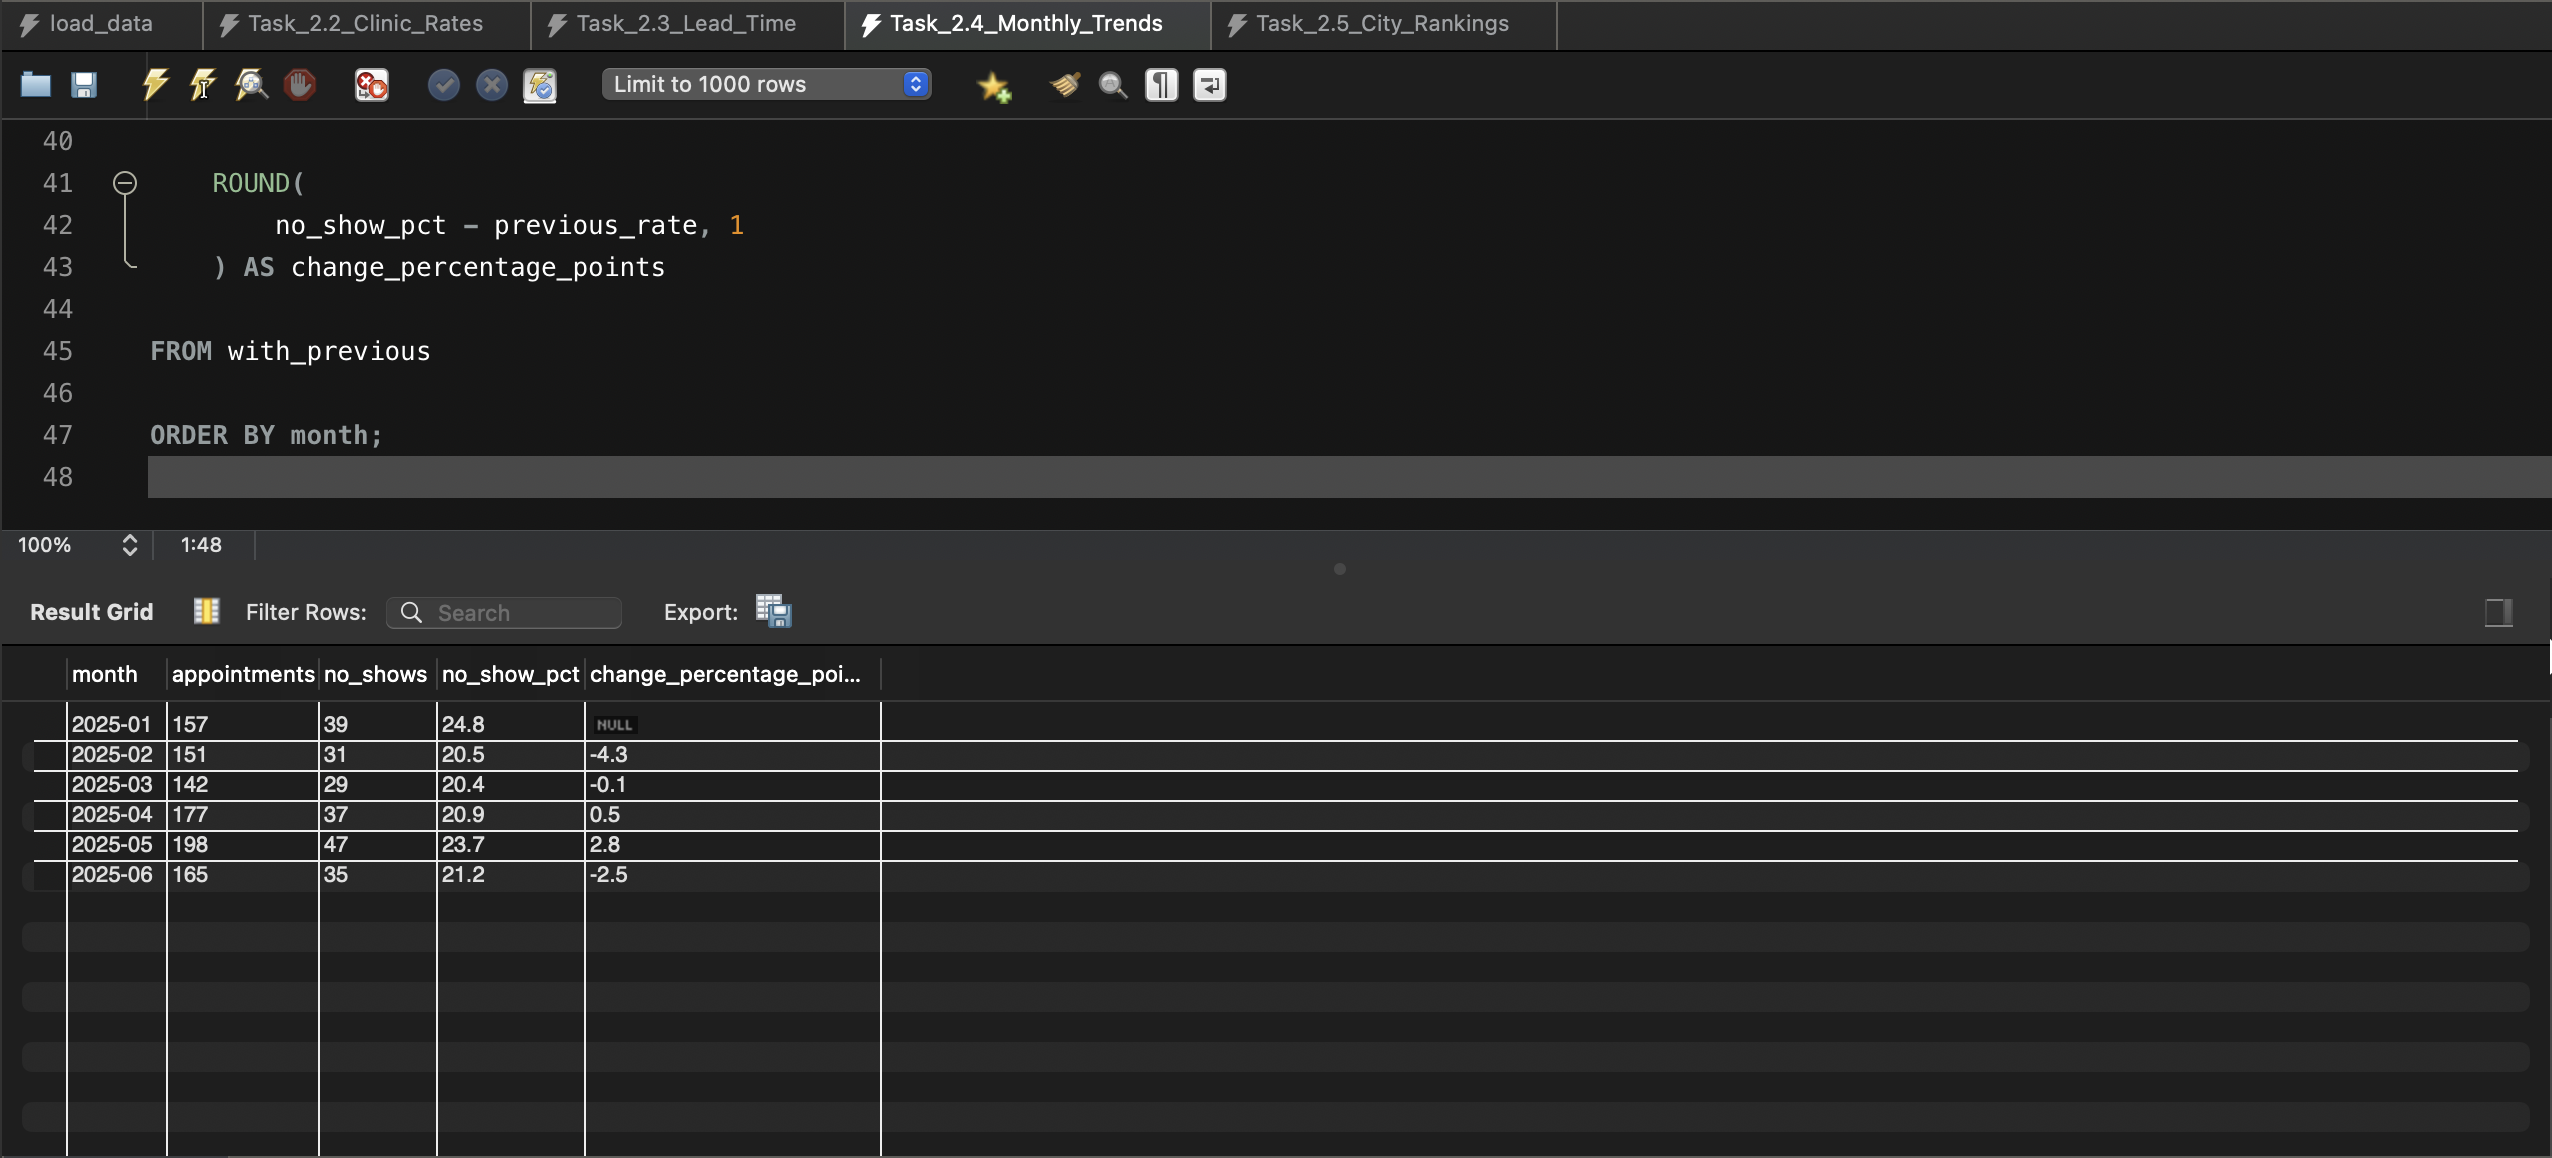 load_data Task_2.2_Clinic_Rates Task_2.3_Lead_Time Task_2.4_Monthly_Trends Task_2.5_City_Rankings
Limit to 1000 rows
40
41 ROUND(
42 no_show_pct - previous_rate, 1
43 ) AS change_percentage_points
44
45 FROM with_previous
46
47 ORDER BY month;
48
100% 1:48
Result Grid Filter Rows: Search Export:
month appointments no_shows no_show_pct change_percentage_poi...
2025-01 157 39 24.8 NULL
2025-02 151 31 20.5 -4.3
2025-03 142 29 20.4 -0.1
2025-04 177 37 20.9 0.5
2025-05 198 47 23.7 2.8
2025-06 165 35 21.2 -2.5